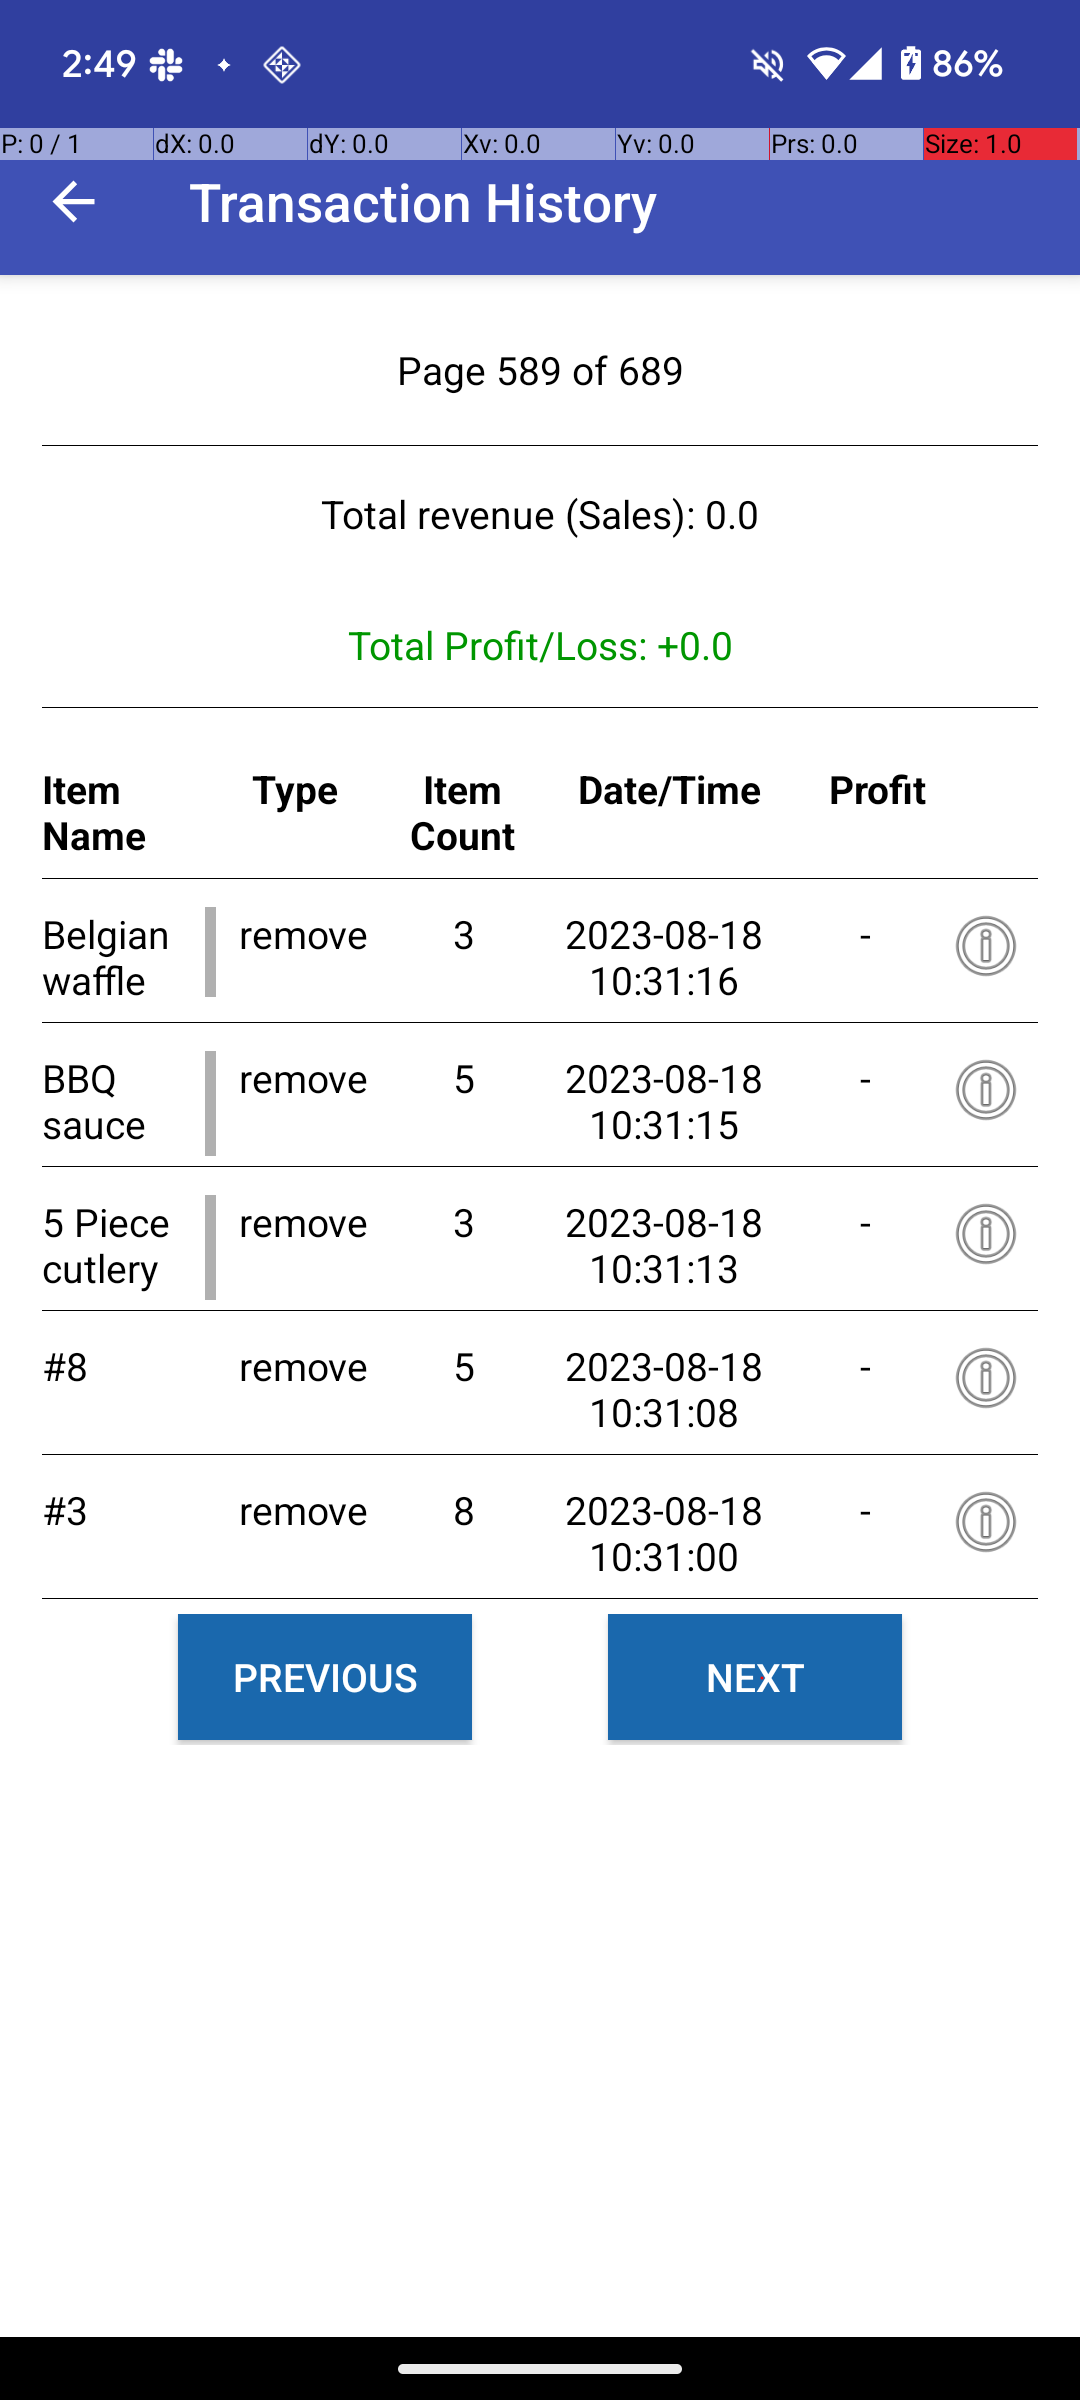 2:49 86%
P: 0 / 1 dX: 0.0 dY: 0.0 Xv: 0.0 Yv: 0.0 Prs: 0.0 Size: 1.0
Transaction History
Page 589 of 689
Total revenue (Sales): 0.0
Total Profit/Loss: +0.0
Item Type Item Date/Time Profit
Name Count
Belgian remove 3 2023-08-18 -
waffle 10:31:16
BBQ remove 5 2023-08-18 -
sauce 10:31:15
5 Piece remove 3 2023-08-18 -
cutlery 10:31:13
#8 remove 5 2023-08-18 -
10:31:08
#3 remove 8 2023-08-18 -
10:31:00
PREVIOUS NEXT